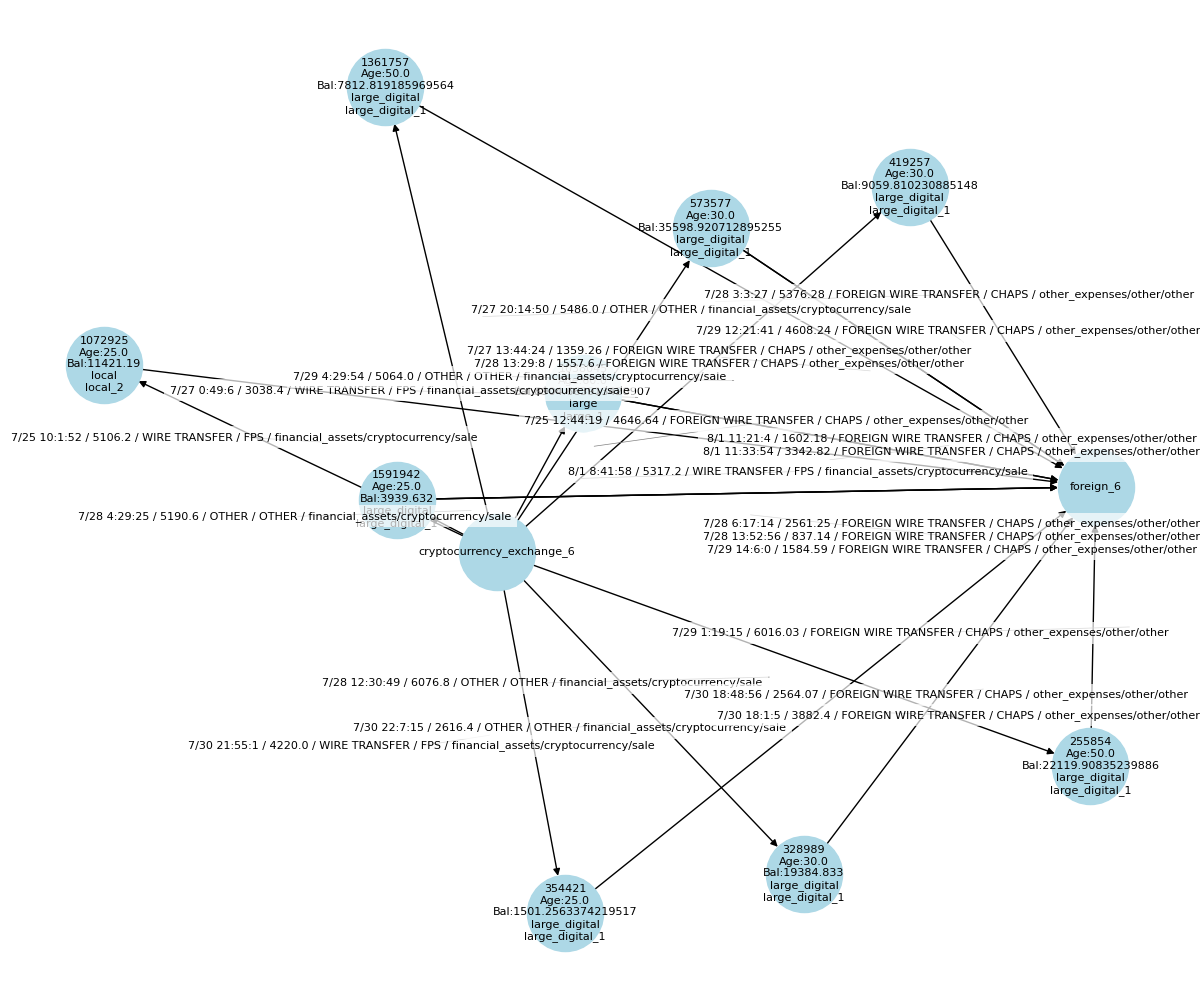 1361757
Age:50.0
Bal:7812.819185969564
large_digital
large_digital_1
419257
Age:30.0
Bal:9059.810230885148
large_digital
large_digital_1
573577
Age:30.0
Bal:35598.920712895255
large_digital
large_digital_1
7/28 3:3:27 / 5376.28 / FOREIGN WIRE TRANSFER / CHAPS / other_expenses/other/other
7/27 20:14:50 / 5486.0 / OTHER / OTHER / financial_assets/cryptocurrency/sale
7/29 12:21:41 / 4608.24 / FOREIGN WIRE TRANSFER / CHAPS / other_expenses/other/other
1072925
Age:25.0
Bal:11421.19
local
local_2
7/27 13:44:24 / 1359.26 / FOREIGN WIRE TRANSFER / CHAPS / other_expenses/other/other
7/28 13:29:8 / 1557.6 / FOREIGN WIRE TRANSFER / CHAPS / other_expenses/other/other
7/29 4:29:54 / 5064.0 / OTHER / OTHER / financial_assets/cryptocurrency/sale
7/27 0:49:6 / 3038.4 / WIRE TRANSFER / FPS / financial_assets/cryptocurrency/sale
large
7/25 12:44:19 / 4646.64 / FOREIGN WIRE TRANSFER / CHAPS / other_expenses/other/other
7/25 10:1:52 / 5106.2 / WIRE TRANSFER / FPS / financial_assets/cryptocurrency/sale
8/1 11:21:4 / 1602.18 / FOREIGN WIRE TRANSFER / CHAPS / other_expenses/other/other
8/1 11:33:54 / 3342.82 / FOREIGN WIRE TRANSFER / CHAPS / other_expenses/other/other
8/1 8:41:58 / 5317.2 / WIRE TRANSFER / FPS / financial_assets/cryptocurrency/sale
1591942
Age:25.0
Bal:3939.632
large_digital
foreign_6
7/28 4:29:25 / 5190.6 / OTHER / OTHER / financial_assets/cryptocurrency/sale
7/28 6:17:14 / 2561.25 / FOREIGN WIRE TRANSFER / CHAPS / other_expenses/other/other
7/28 13:52:56 / 837.14 / FOREIGN WIRE TRANSFER / CHAPS / other_expenses/other/other
7/29 14:6:0 / 1584.59 / FOREIGN WIRE TRANSFER / CHAPS / other_expenses/other/other
cryptocurrency_exchange_6
7/29 1:19:15 / 6016.03 / FOREIGN WIRE TRANSFER / CHAPS / other_expenses/other/other
7/28 12:30:49 / 6076.8 / OTHER / OTHER / financial_assets/cryptocurrency/sale
7/30 18:48:56 / 2564.07 / FOREIGN WIRE TRANSFER / CHAPS / other_expenses/other/other
7/30 18:1:5 / 3882.4 / FOREIGN WIRE TRANSFER / CHAPS / other_expenses/other/other
7/30 22:7:15 / 2616.4 / OTHER / OTHER / financial_assets/cryptocurrency/sale
7/30 21:55:1 / 4220.0 / WIRE TRANSFER / FPS / financial_assets/cryptocurrency/sale
255854
Age:50.0
Bal:22119.90835239886
large_digital
large_digital_1
328989
Age:30.0
Bal:19384.833
large_digital
large_digital_1
354421
Age:25.0
Bal:1501.2563374219517
large_digital
large_digital_1